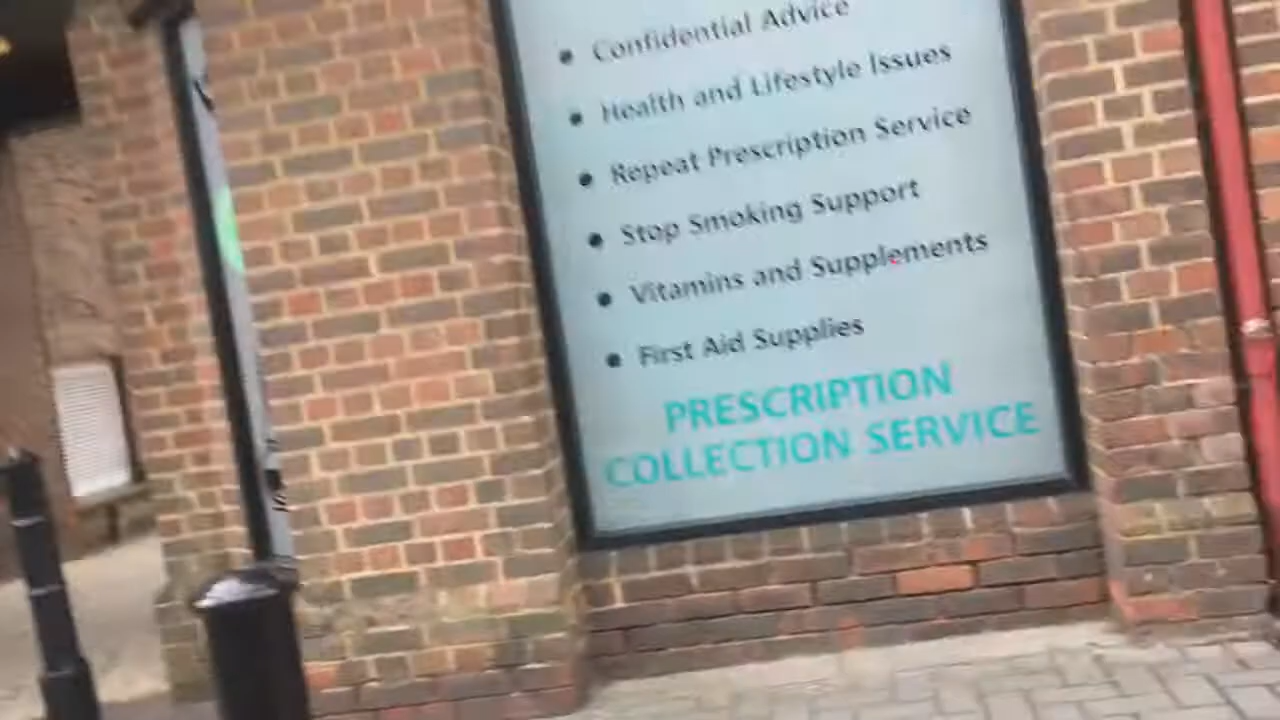 • Confidential Advice
• Health and Lifestyle Issues
• Repeat Prescription Service
• Stop Smoking Support
• Vitamins and Supplements
• First Aid Supplies
PRESCRIPTION
COLLECTION SERVICE